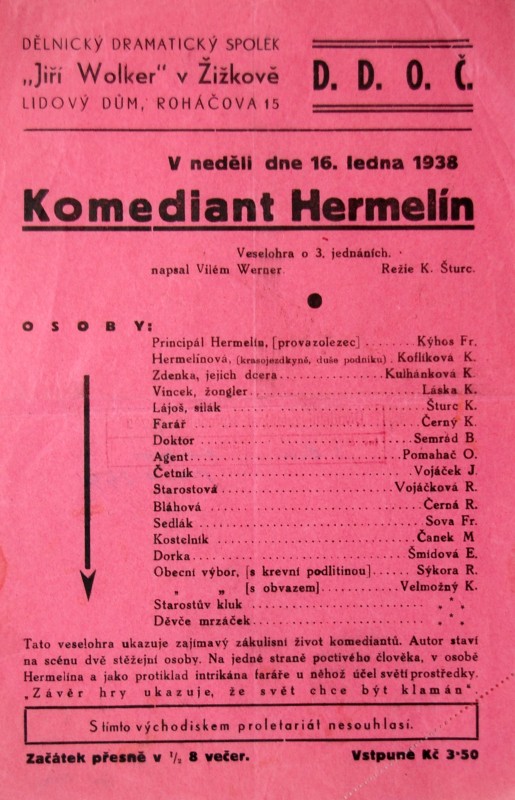 DĚLNICKÝ DRAMATICKÝ SPOLEK
„Jiří Wolker“ v Žižkově
LIDOVÝ DŮM, ROHÁČOVA 15
D. D. O. Č.
V neděli dne 16. ledna 1938
Komediant Hermelín
Veselohra o 3. jednáních.
napsal Vilém Werner. Režie K. Šturc.
OSOBY:
Principál Hermelín, [provazolezec] ........ Kýhos Fr.
Hermelínová, (krasojezdkyně, duše podniku) . Koflíková K.
Zdenka, jejich dcera ............... Kulhánková K
Vincek, žongler ........................ Láska K.
Lájoš, silák ........................ Šturc K.
Farář ........................ Černý K.
Doktor ........................ Semrád B.
Agent ........................ Pomahač O.
Četník ........................ Vojáček J.
Starostová ........................ Vojáčková R.
Bláhová ........................ Černá R.
Sedlák ........................ Sova Fr.
Kostelník ........................ Čanek M
Dorka ........................ Šmídová E.
Obecní výbor, [s krevní podlitinou] ...... Sýkora R.
„ „ [s obvazem] ............ Velmožný K.
Starostův kluk ........................ * * *
Děvče mrzáček ........................ * * *
Tato veselohra ukazuje zajímavý zákulisní život komediantů. Autor staví
na scénu dvě stěžejní osoby. Na jedné straně poctivého člověka, v osobě
Hermelína a jako protiklad intrikána faráře u něhož účel světí prostředky.
„Závěr hry ukazuje, že svět chce být klamán“.
S tímto východiskem proletariát nesouhlasí.
Začátek přesně v ½ 8 večer. Vstpuné Kč 3·50